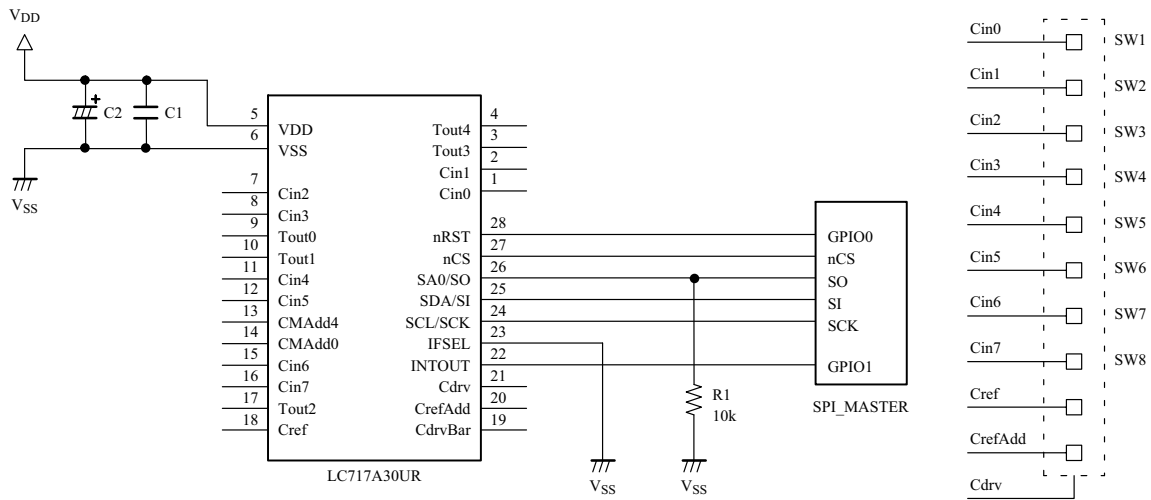 VDD
+
C2
C1
5
VDD
6
VSS
VSS
7
Cin2
8
Cin3
9
Tout0
10
Tout1
11
Cin4
12
Cin5
13
CMAdd4
14
CMAdd0
15
Cin6
16
Cin7
17
Tout2
18
Cref
4
Tout4
3
Tout3
2
Cin1
1
Cin0
28
nRST
27
nCS
26
SA0/SO
25
SDA/SI
24
SCL/SCK
23
IFSEL
22
INTOUT
21
Cdrv
20
CrefAdd
19
CdrvBar
LC717A30UR
VSS
R1
10k
VSS
GPIO0
nCS
SO
SI
SCK
GPIO1
SPI_MASTER
Cin0
SW1
Cin1
SW2
Cin2
SW3
Cin3
SW4
Cin4
SW5
Cin5
SW6
Cin6
SW7
Cin7
SW8
Cref
CrefAdd
Cdrv